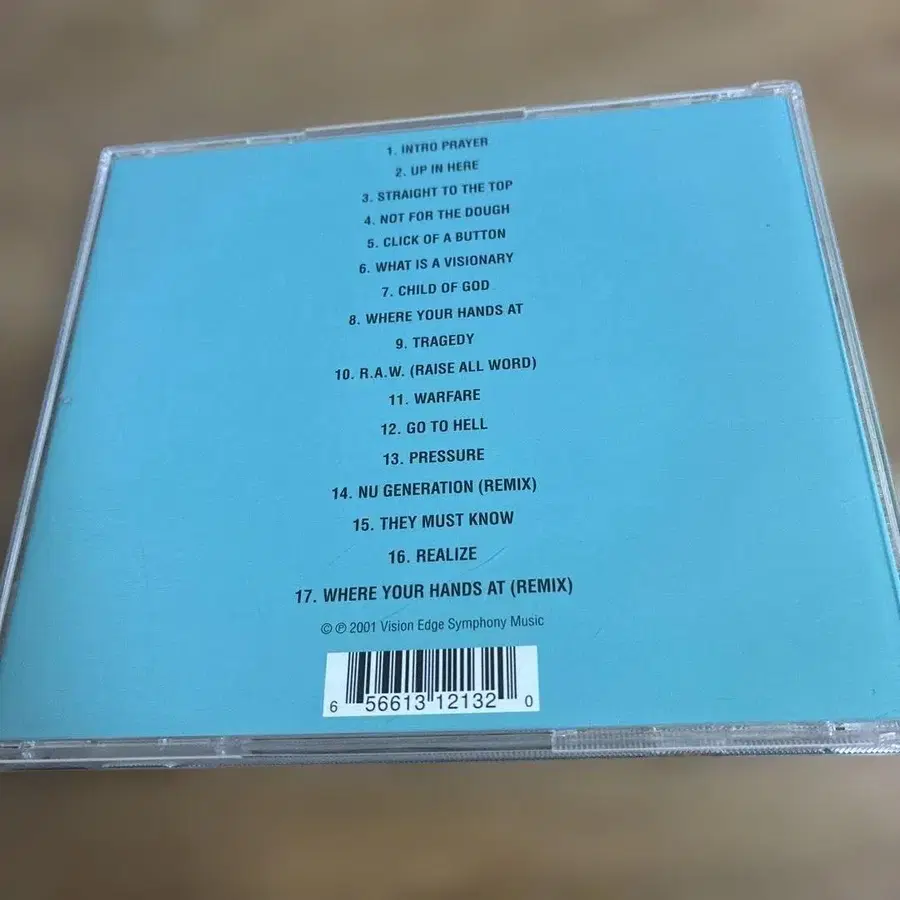 1. INTRO PRAYER
2. UP IN HERE
3. STRAIGHT TO THE TOP
4. NOT FOR THE DOUGH
5. CLICK OF A BUTTON
6. WHAT IS A VISIONARY
7. CHILD OF GOD
8. WHERE YOUR HANDS AT
9. TRAGEDY
10. R.A.W. (RAISE ALL WORD)
11. WARFARE
12. GO TO HELL
13. PRESSURE
14. NU GENERATION (REMIX)
15. THEY MUST KNOW
16. REALIZE
17. WHERE YOUR HANDS AT (REMIX)
© ℗ 2001 Vision Edge Symphony Music
6 56613 12132 0